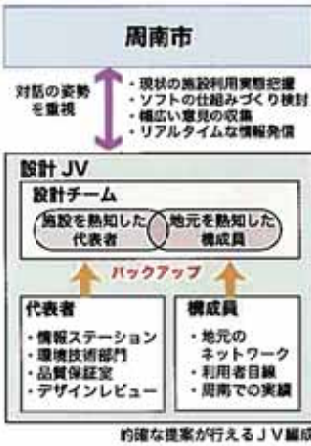 周南市
対話の姿勢
を重視
・現状の施設利用実態把握
・ソフトの仕組みづくり検討
・幅広い意見の収集
・リアルタイムな情報発信
設計 JV
設計チーム
施設を熟知した
代表者
地元を熟知した
構成員
バックアップ
代表者
・情報ステーション
・環境技術部門
・品質保証室
・デザインレビュー
構成員
・地元の
ネットワーク
・利用者目線
・周南での実績
的確な提案が行えるJV編成